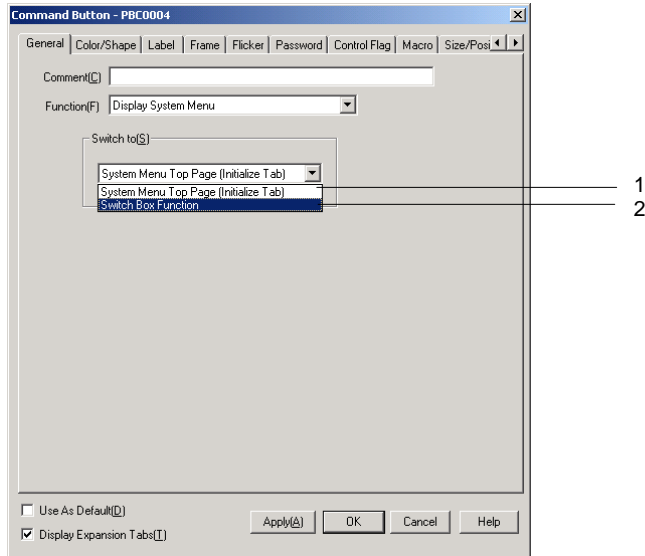 Command Button - PBC0004
General Color/Shape Label Frame Flicker Password Control Flag Macro Size/Posi
Comment(C)
Function(F) Display System Menu
Switch to(S)
System Menu Top Page (Initialize Tab)
System Menu Top Page (Initialize Tab) 1
Switch Box Function 2
Use As Default(D)
Display Expansion Tabs(T)
Apply(A) OK Cancel Help